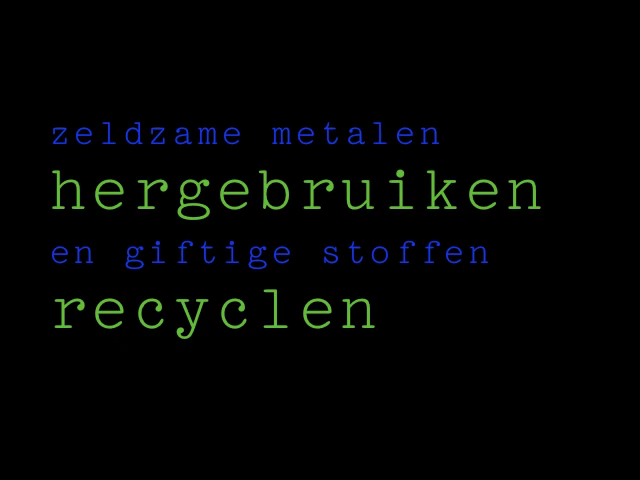 zeldzame metalen
hergebruiken
en giftige stoffen
recyclen